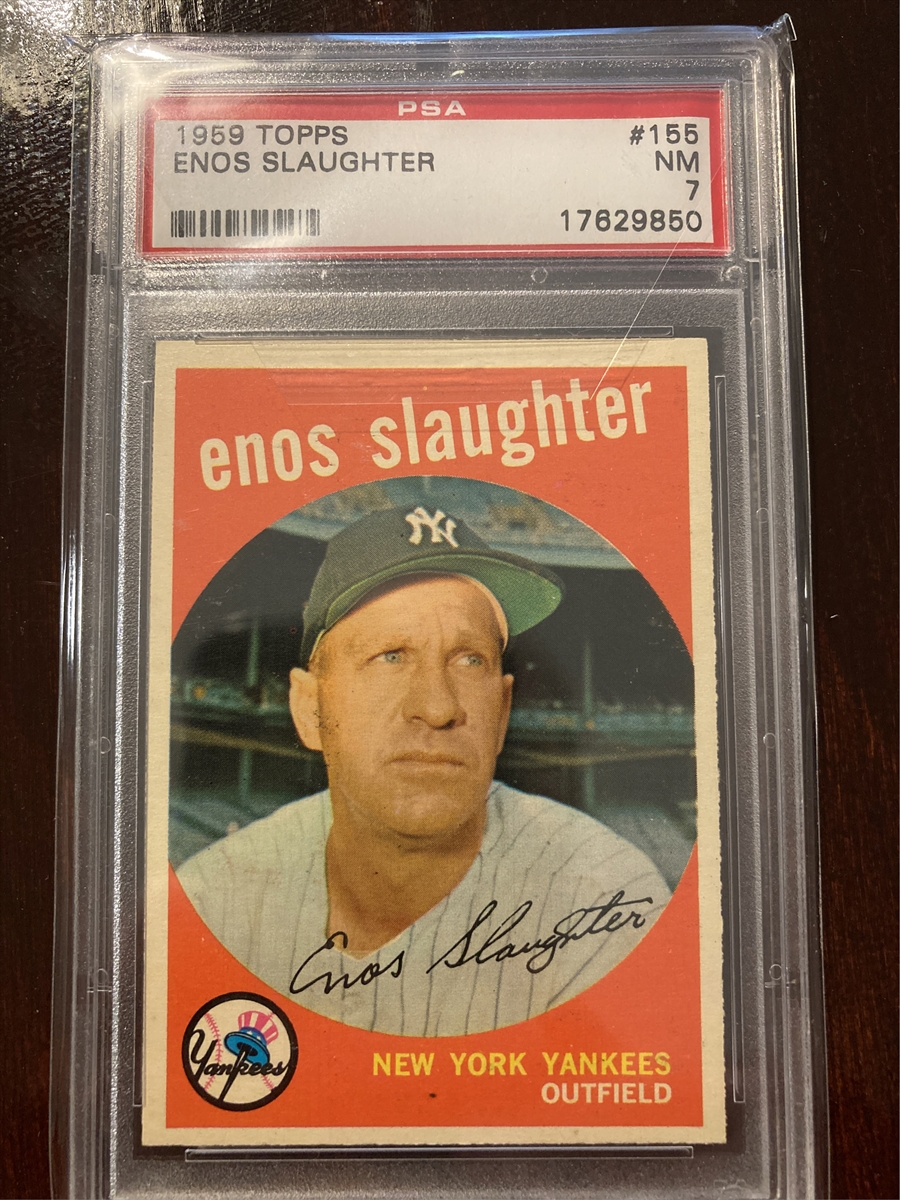 PSA
1959 TOPPS #155
ENOS SLAUGHTER NM
7
17629850
enos slaughter
NY
Enos Slaughter
Yankees
NEW YORK YANKEES
OUTFIELD